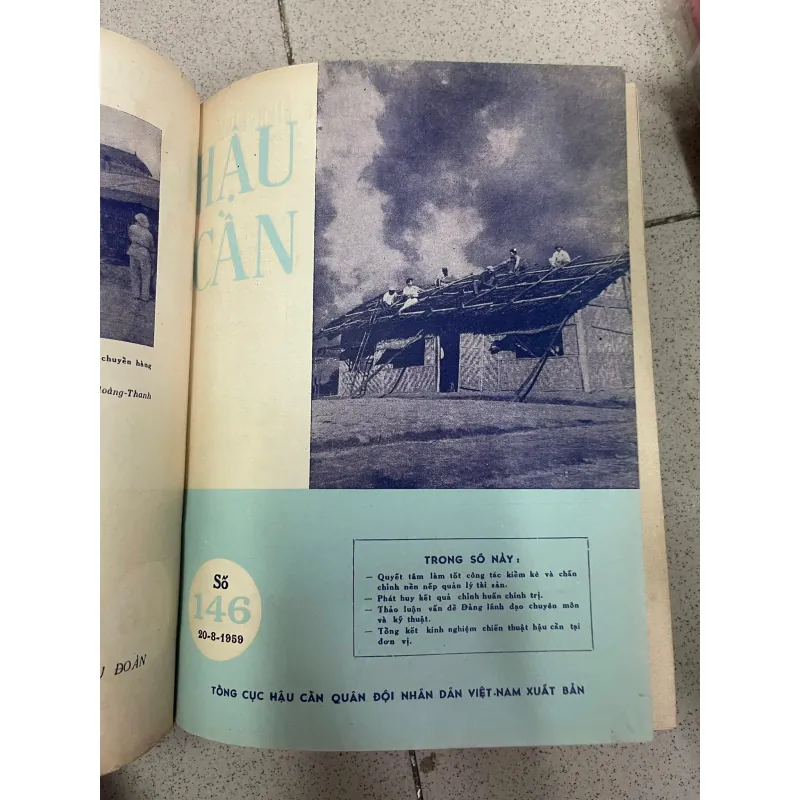 chuyền hàng
Hoàng-Thanh
ĐOÀN
HẬU
CẦN
Số
146
20-8-1959
TRONG SỐ NÀY :
— Quyết tâm làm tốt công tác kiểm kê và chấn
chỉnh nền nếp quản lý tài sản.
— Phát huy kết quả chỉnh huấn chính trị.
— Thảo luận vấn đề Đảng lãnh đạo chuyên môn
và kỹ thuật.
— Tổng kết kinh nghiệm chiến thuật hậu cần tại
đơn vị.
TỔNG CỤC HẬU CẦN QUÂN ĐỘI NHÂN DÂN VIỆT-NAM XUẤT BẢN